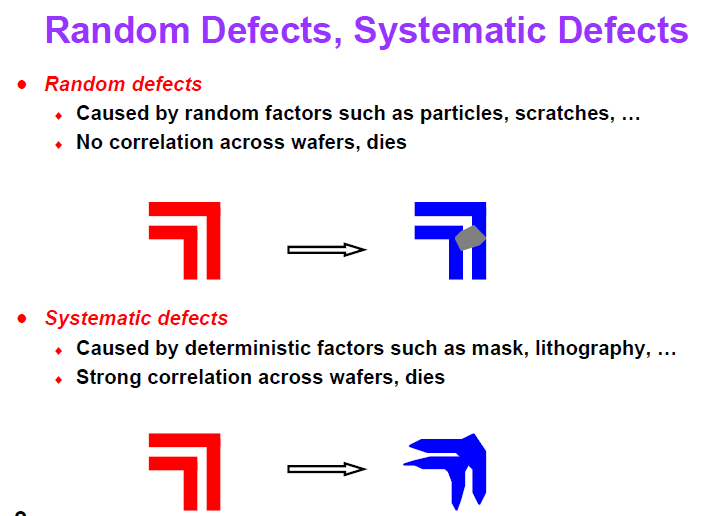 Random Defects, Systematic Defects
● Random defects
♦ Caused by random factors such as particles, scratches, …
♦ No correlation across wafers, dies
● Systematic defects
♦ Caused by deterministic factors such as mask, lithography, …
♦ Strong correlation across wafers, dies